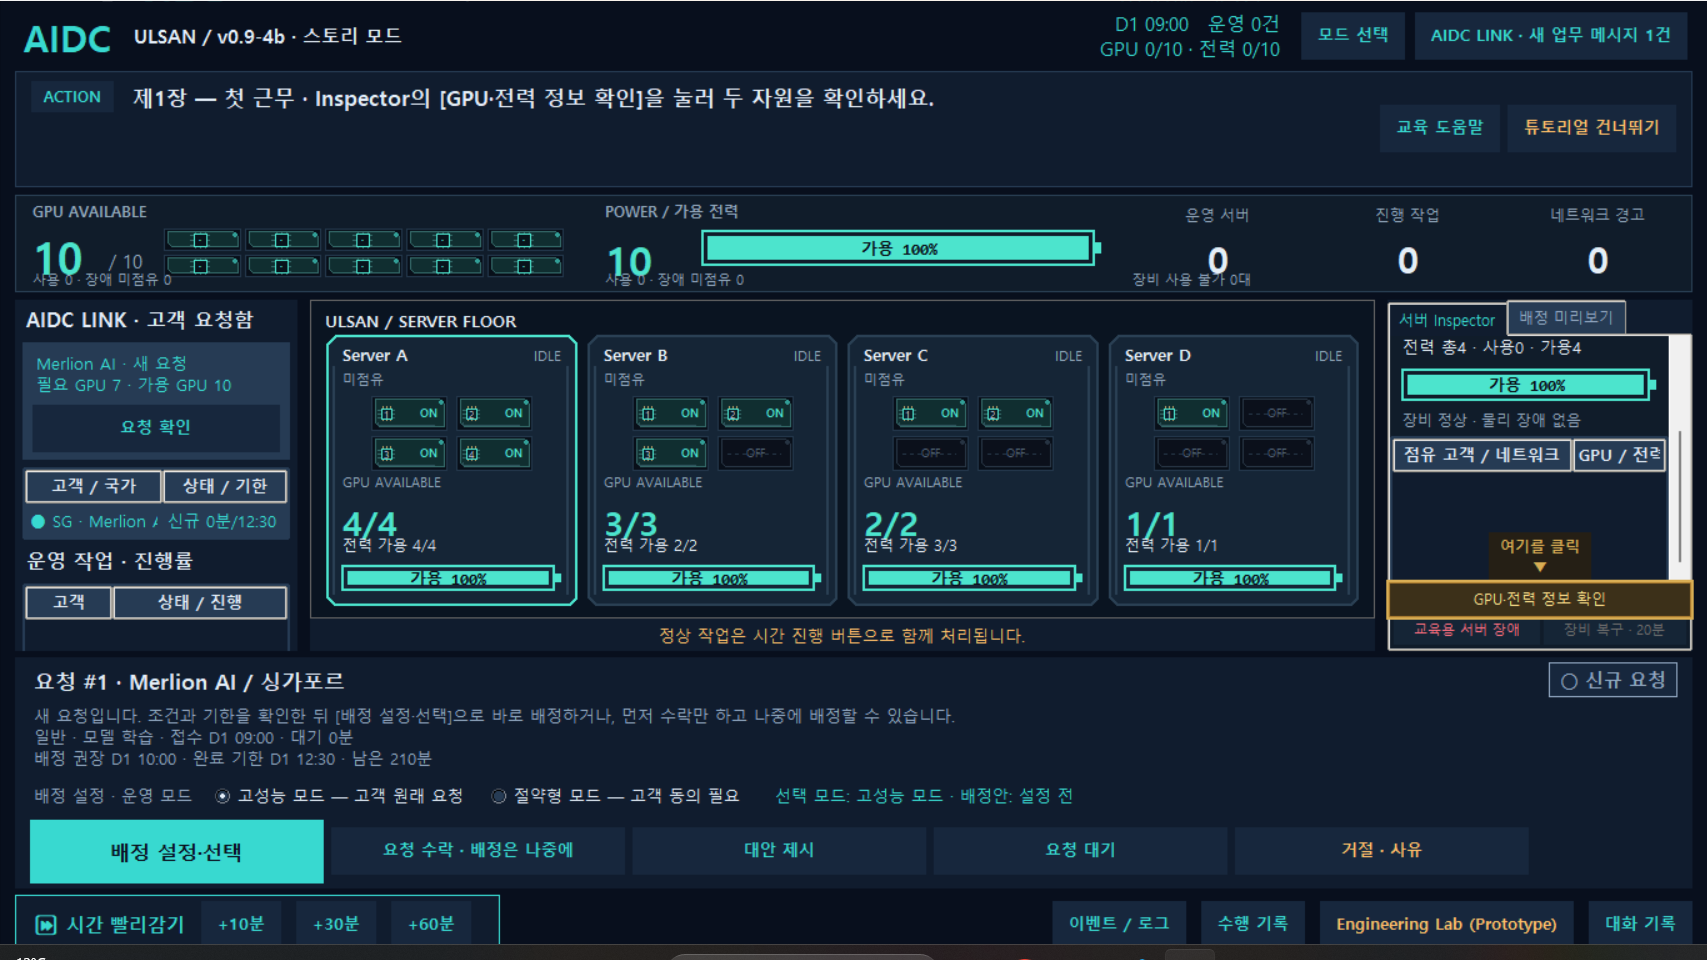 AIDC ULSAN / v0.9-4b · 스토리 모드
D1 09:00 운영 0건
GPU 0/10 · 전력 0/10
모드 선택
AIDC LINK · 새 업무 메시지 1건
ACTION 제1장 — 첫 근무 · Inspector의 [GPU·전력 정보 확인]을 눌러 두 자원을 확인하세요.
교육 도움말
튜토리얼 건너뛰기
GPU AVAILABLE
10 / 10
사용 0 · 장애 미점유 0
POWER / 가용 전력
10
가용 100%
사용 0 · 장애 미점유 0
운영 서버
0
장비 사용 불가 0대
진행 작업
0
네트워크 경고
0
AIDC LINK · 고객 요청함
Merlion AI · 새 요청
필요 GPU 7 · 가용 GPU 10
요청 확인
고객 / 국가 상태 / 기한
SG · Merlion 신규 0분/12:30
운영 작업 · 진행률
고객 상태 / 진행
ULSAN / SERVER FLOOR
Server A IDLE
미점유
1 ON 2 ON
3 ON 4 ON
GPU AVAILABLE
4/4
전력 가용 4/4
가용 100%
Server B IDLE
미점유
1 ON 2 ON
3 ON OFF
GPU AVAILABLE
3/3
전력 가용 2/2
가용 100%
Server C IDLE
미점유
1 ON 2 ON
OFF OFF
GPU AVAILABLE
2/2
전력 가용 3/3
가용 100%
Server D IDLE
미점유
1 ON OFF
OFF OFF
GPU AVAILABLE
1/1
전력 가용 1/1
가용 100%
정상 작업은 시간 진행 버튼으로 함께 처리됩니다.
서버 Inspector 배정 미리보기
전력 총4 · 사용0 · 가용4
가용 100%
장비 정상 · 물리 장애 없음
점유 고객 / 네트워크 GPU / 전력
여기를 클릭
▼
GPU·전력 정보 확인
교육용 서버 장애 장비 복구 · 20분
요청 #1 · Merlion AI / 싱가포르
○ 신규 요청
새 요청입니다. 조건과 기한을 확인한 뒤 [배정 설정·선택]으로 바로 배정하거나, 먼저 수락만 하고 나중에 배정할 수 있습니다.
일반 · 모델 학습 · 접수 D1 09:00 · 대기 0분
배정 권장 D1 10:00 · 완료 기한 D1 12:30 · 남은 210분
배정 설정 · 운영 모드 고성능 모드 — 고객 원래 요청 절약형 모드 — 고객 동의 필요 선택 모드: 고성능 모드 · 배정안: 설정 전
배정 설정·선택
요청 수락 · 배정은 나중에
대안 제시
요청 대기
거절 · 사유
시간 빨리감기 +10분 +30분 +60분
이벤트 / 로그
수행 기록
Engineering Lab (Prototype)
대화 기록